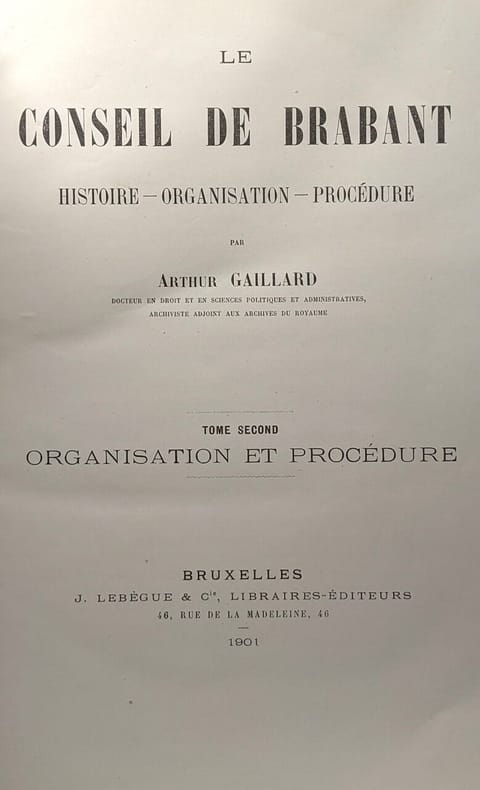 LE
CONSEIL DE BRABANT
HISTOIRE — ORGANISATION — PROCÉDURE
PAR
ARTHUR GAILLARD
DOCTEUR EN DROIT ET EN SCIENCES POLITIQUES ET ADMINISTRATIVES,
ARCHIVISTE ADJOINT AUX ARCHIVES DU ROYAUME
TOME SECOND
ORGANISATION ET PROCÉDURE
BRUXELLES
J. LEBÈGUE & Cie, LIBRAIRES-ÉDITEURS
46, RUE DE LA MADELEINE, 46
1901